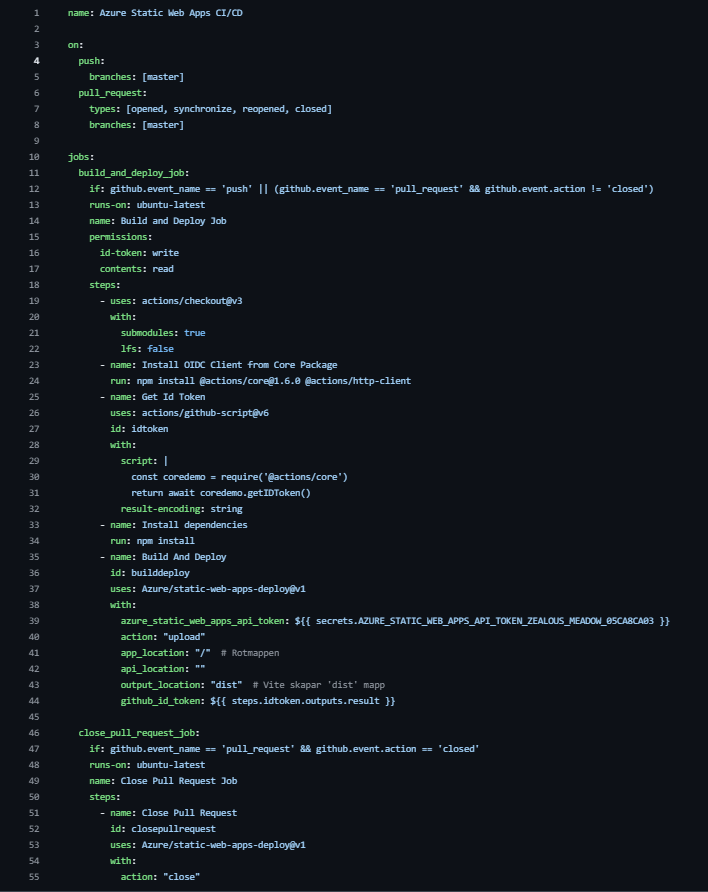 1 name: Azure Static Web Apps CI/CD
2
3 on:
4   push:
5     branches: [master]
6   pull_request:
7     types: [opened, synchronize, reopened, closed]
8     branches: [master]
9
10 jobs:
11   build_and_deploy_job:
12     if: github.event_name == 'push' || (github.event_name == 'pull_request' && github.event.action != 'closed')
13     runs-on: ubuntu-latest
14     name: Build and Deploy Job
15     permissions:
16       id-token: write
17       contents: read
18     steps:
19       - uses: actions/checkout@v3
20         with:
21           submodules: true
22           lfs: false
23       - name: Install OIDC Client from Core Package
24         run: npm install @actions/core@1.6.0 @actions/http-client
25       - name: Get Id Token
26         uses: actions/github-script@v6
27         id: idtoken
28         with:
29           script: |
30             const coredemo = require('@actions/core')
31             return await coredemo.getIDToken()
32           result-encoding: string
33       - name: Install dependencies
34         run: npm install
35       - name: Build And Deploy
36         id: builddeploy
37         uses: Azure/static-web-apps-deploy@v1
38         with:
39           azure_static_web_apps_api_token: ${{ secrets.AZURE_STATIC_WEB_APPS_API_TOKEN_ZEALOUS_MEADOW_05CA8CA03 }}
40           action: "upload"
41           app_location: "/"  # Rotmappen
42           api_location: ""
43           output_location: "dist"  # Vite skapar 'dist' mapp
44           github_id_token: ${{ steps.idtoken.outputs.result }}
45
46   close_pull_request_job:
47     if: github.event_name == 'pull_request' && github.event.action == 'closed'
48     runs-on: ubuntu-latest
49     name: Close Pull Request Job
50     steps:
51       - name: Close Pull Request
52         id: closepullrequest
53         uses: Azure/static-web-apps-deploy@v1
54         with:
55           action: "close"